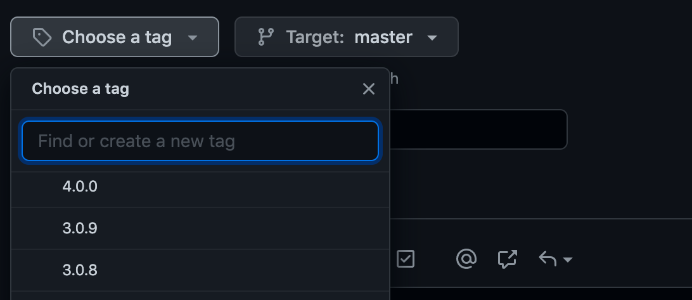 Choose a tag
Target: master
Choose a tag
h
Find or create a new tag
4.0.0
3.0.9
3.0.8